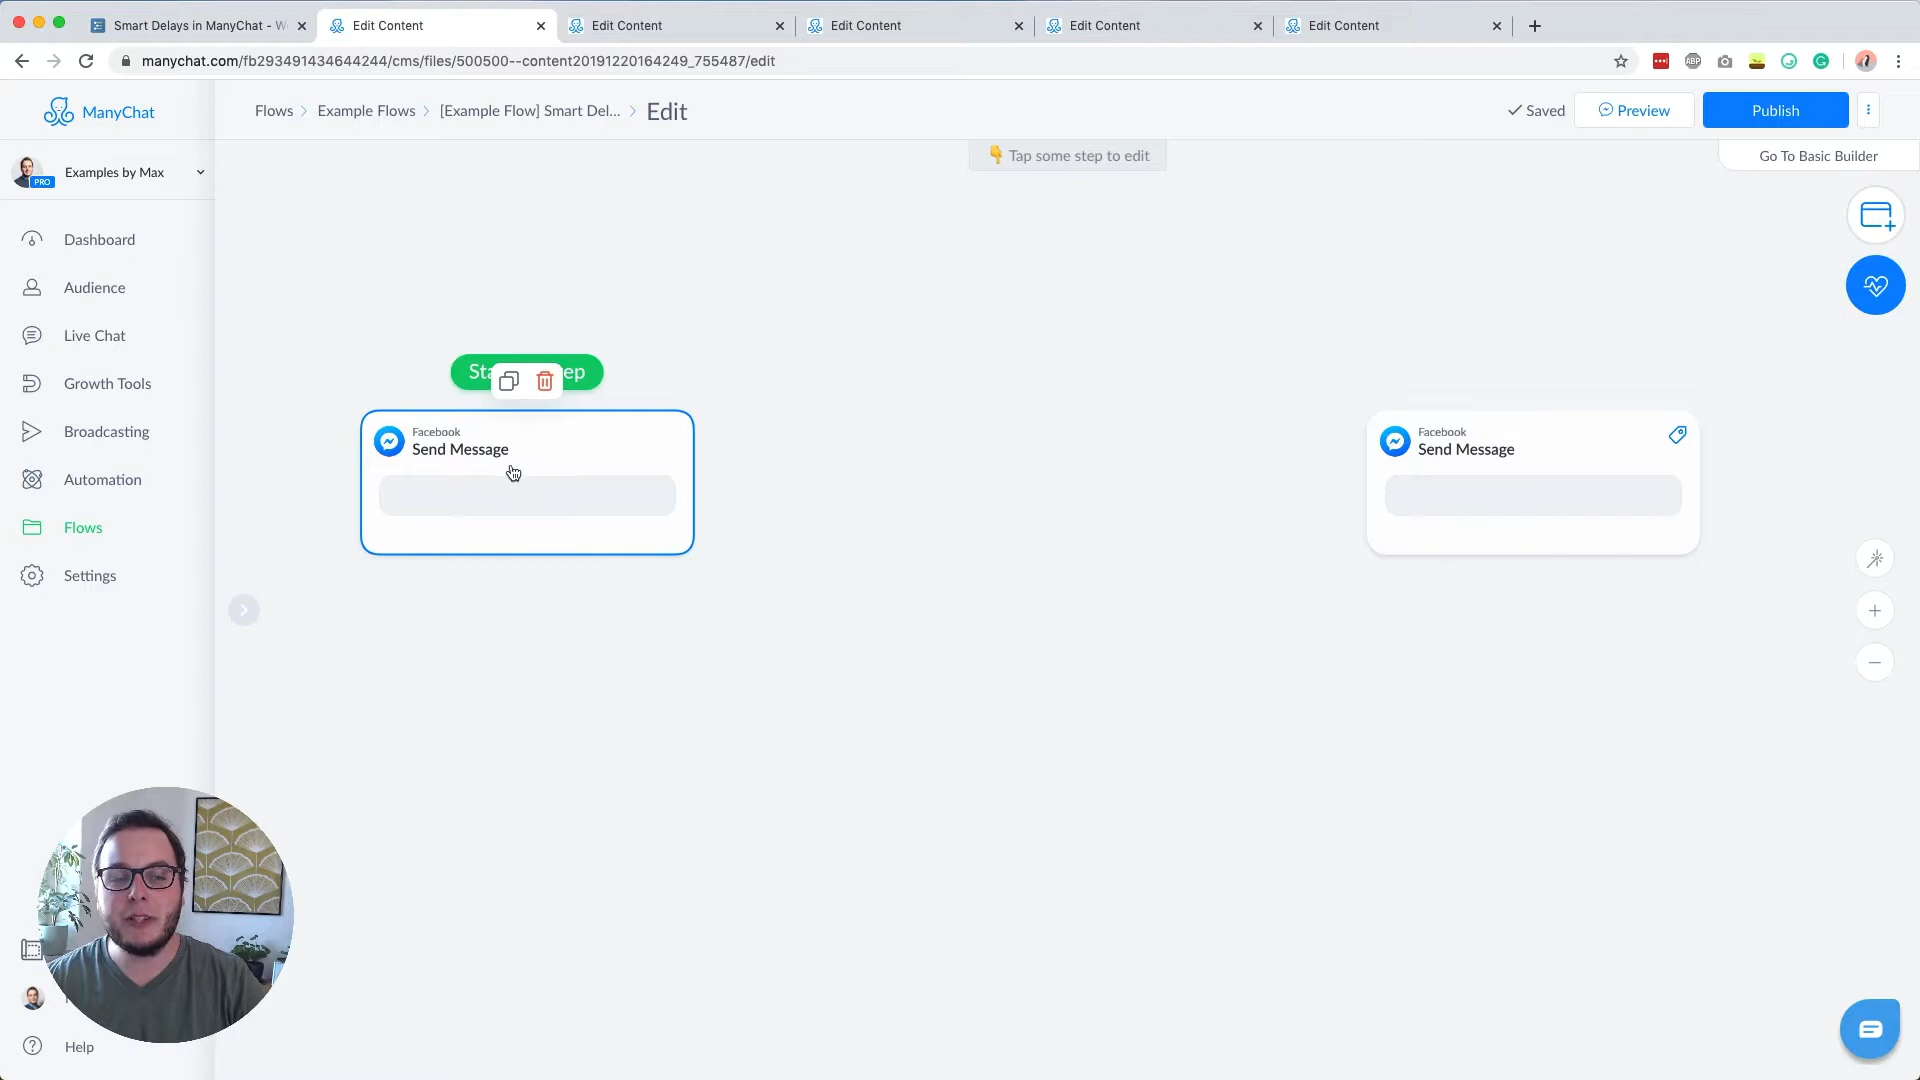 Smart Delays in ManyChat - W
Edit Content
Edit Content
Edit Content
Edit Content
Edit Content
manychat.com/fb293491434644244/cms/files/500500--content20191220164249_755487/edit
ABP
ManyChat
Flows
Example Flows
[Example Flow] Smart Del...
Edit
Saved
Preview
Publish
Tap some step to edit
Go To Basic Builder
PRO
Examples by Max
Dashboard
Audience
Live Chat
Growth Tools
Broadcasting
Automation
Flows
Settings
Help
Sta ep
Facebook
Send Message
Facebook
Send Message